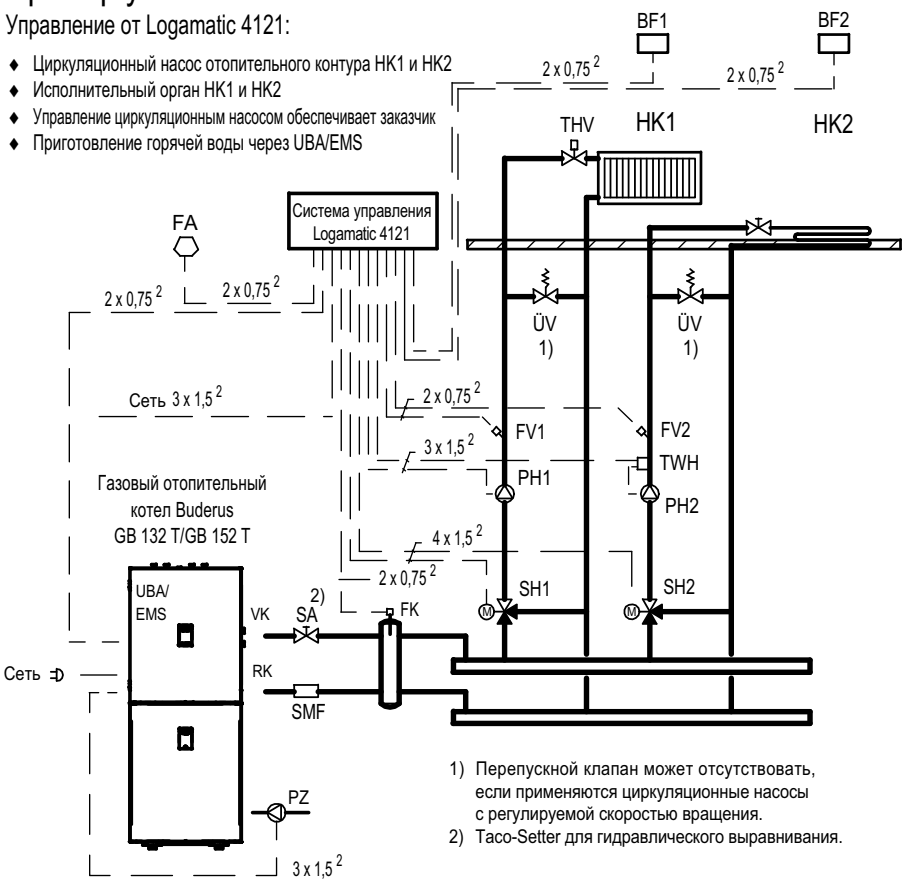 Управление от Logamatic 4121:
♦ Циркуляционный насос отопительного контура HK1 и HK2
♦ Исполнительный орган HK1 и HK2
♦ Управление циркуляционным насосом обеспечивает заказчик
♦ Приготовление горячей воды через UBA/EMS
BF1
BF2
2 x 0,75 ²
2 x 0,75 ²
THV
HK1
HK2
Система управления
Logamatic 4121
FA
2 x 0,75 ²
2 x 0,75 ²
ÜV
1)
ÜV
1)
Сеть 3 x 1,5 ²
2 x 0,75 ²
FV1
FV2
3 x 1,5 ²
TWH
PH1
PH2
Газовый отопительный
котел Buderus
GB 132 T/GB 152 T
4 x 1,5 ²
2 x 0,75 ²
UBA/
EMS
VK
2)
SA
FK
M
SH1
M
SH2
Сеть
RK
SMF
PZ
3 x 1,5 ²
1) Перепускной клапан может отсутствовать,
если применяются циркуляционные насосы
с регулируемой скоростью вращения.
2) Taco-Setter для гидравлического выравнивания.